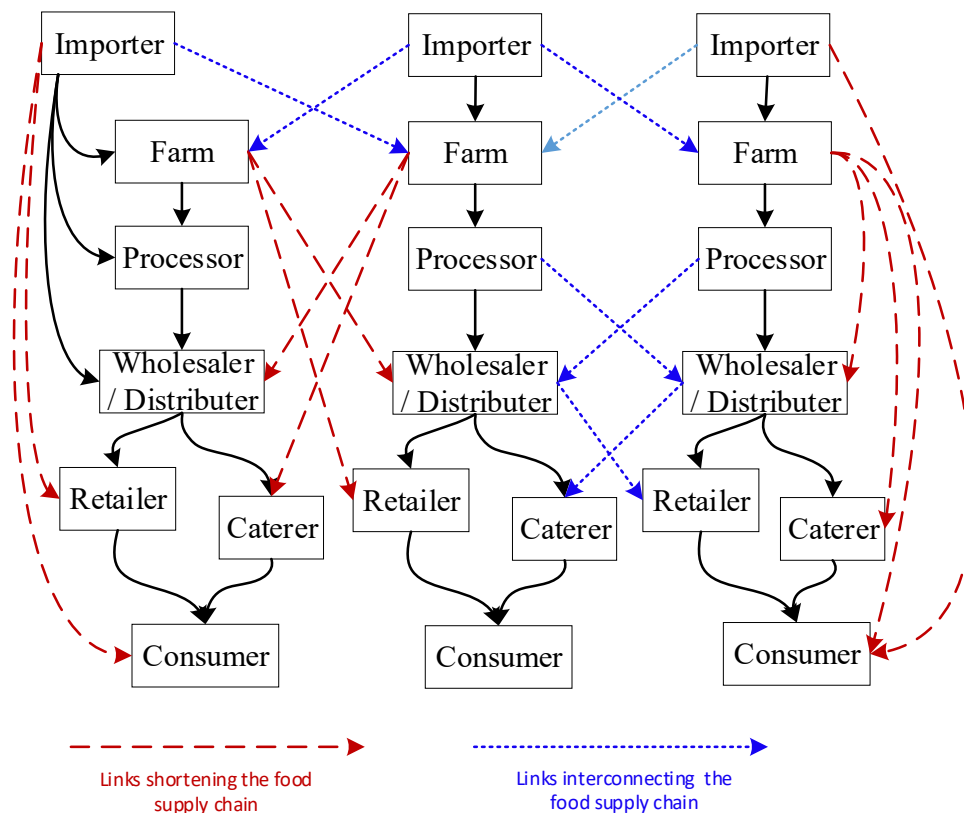 Importer
Importer
Importer
Farm
Farm
Farm
Processor
Processor
Processor
Wholesaler
/ Distributer
Wholesaler
/ Distributer
Wholesaler
/ Distributer
Retailer
Caterer
Retailer
Caterer
Retailer
Caterer
Consumer
Consumer
Consumer
Links shortening the food
supply chain
Links interconnecting the
food supply chain